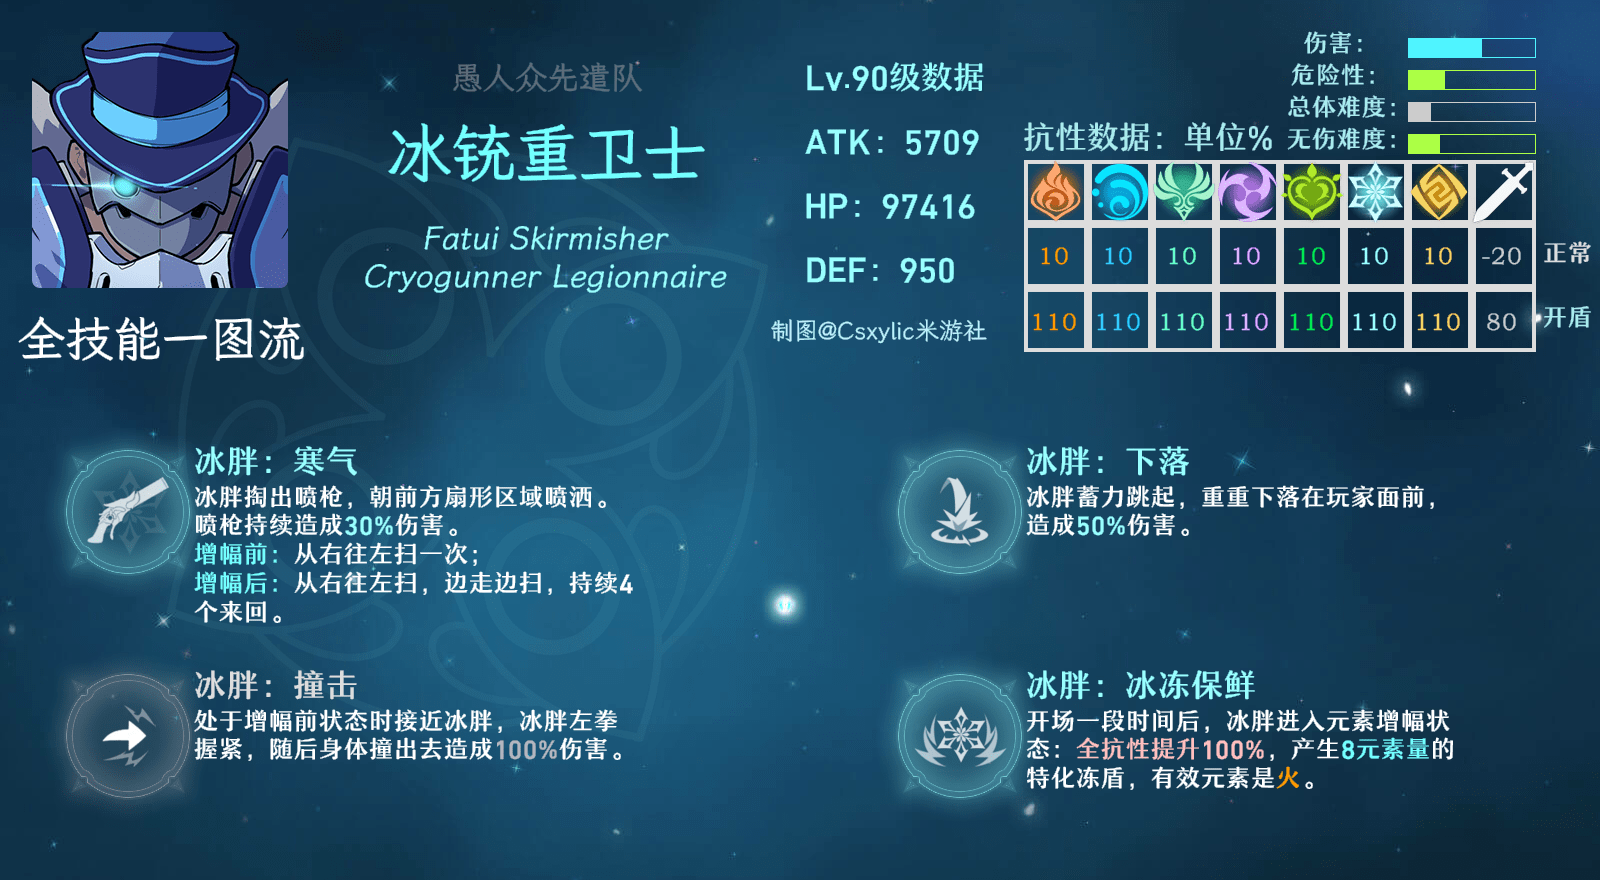 愚人众先遣队
冰铳重卫士
Fatui Skirmisher
Cryogunner Legionnaire
全技能一图流
Lv.90级数据
ATK：5709
HP：97416
DEF：950
制图@Csxylic米游社
伤害：
危险性：
总体难度：
无伤难度：
抗性数据：单位%
10 10 10 10 10 10 10 -20 正常
110 110 110 110 110 110 110 80 开盾
冰胖：寒气
冰胖掏出喷枪，朝前方扇形区域喷洒。
喷枪持续造成30%伤害。
增幅前：从右往左扫一次；
增幅后：从右往左扫，边走边扫，持续4
个来回。
冰胖：下落
冰胖蓄力跳起，重重下落在玩家面前，
造成50%伤害。
冰胖：撞击
处于增幅前状态时接近冰胖，冰胖左拳
握紧，随后身体撞出去造成100%伤害。
冰胖：冰冻保鲜
开场一段时间后，冰胖进入元素增幅状
态：全抗性提升100%，产生8元素量的
特化冻盾，有效元素是火。